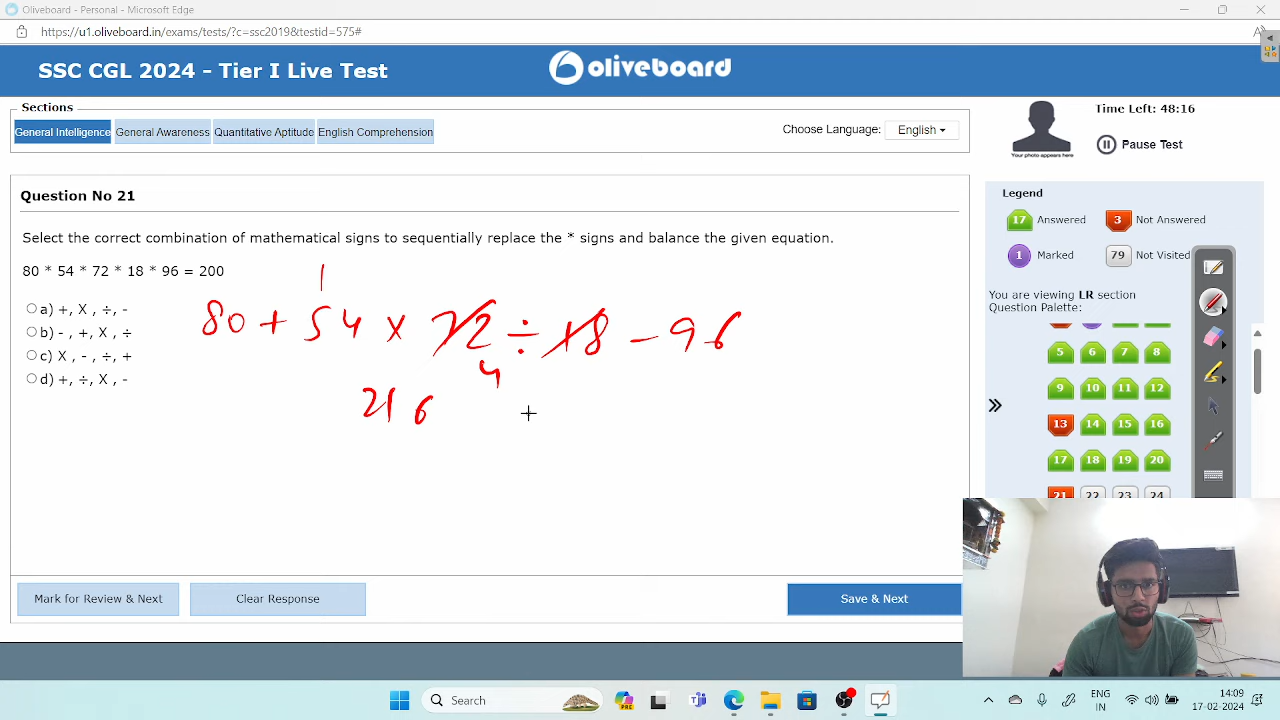 Oliveboard - Personal - Microsoft Edge
https://u1.oliveboard.in/exams/tests/?c=ssc2019&testid=575#
SSC CGL 2024 - Tier I Live Test
oliveboard
Sections
General Intelligence
General Awareness
Quantitative Aptitude
English Comprehension
Choose Language:
English
Your photo appears here
Time Left: 48:16
Pause Test
Question No 21
Select the correct combination of mathematical signs to sequentially replace the * signs and balance the given equation.
80 * 54 * 72 * 18 * 96 = 200
a) +, X , ÷, -
b) - , +, X , ÷
c) X , - , ÷, +
d) +, ÷, X , -
1
80 + 54 x 72 ÷ 18 - 96
4
216
Legend
17 Answered
3 Not Answered
1 Marked
79 Not Visited
You are viewing LR section
Question Palette:
5 6 7 8
9 10 11 12
13 14 15 16
17 18 19 20
21 22 23 24
Mark for Review & Next
Clear Response
Save & Next
Search
PRE
ENG
IN
14:09
17-02-2024